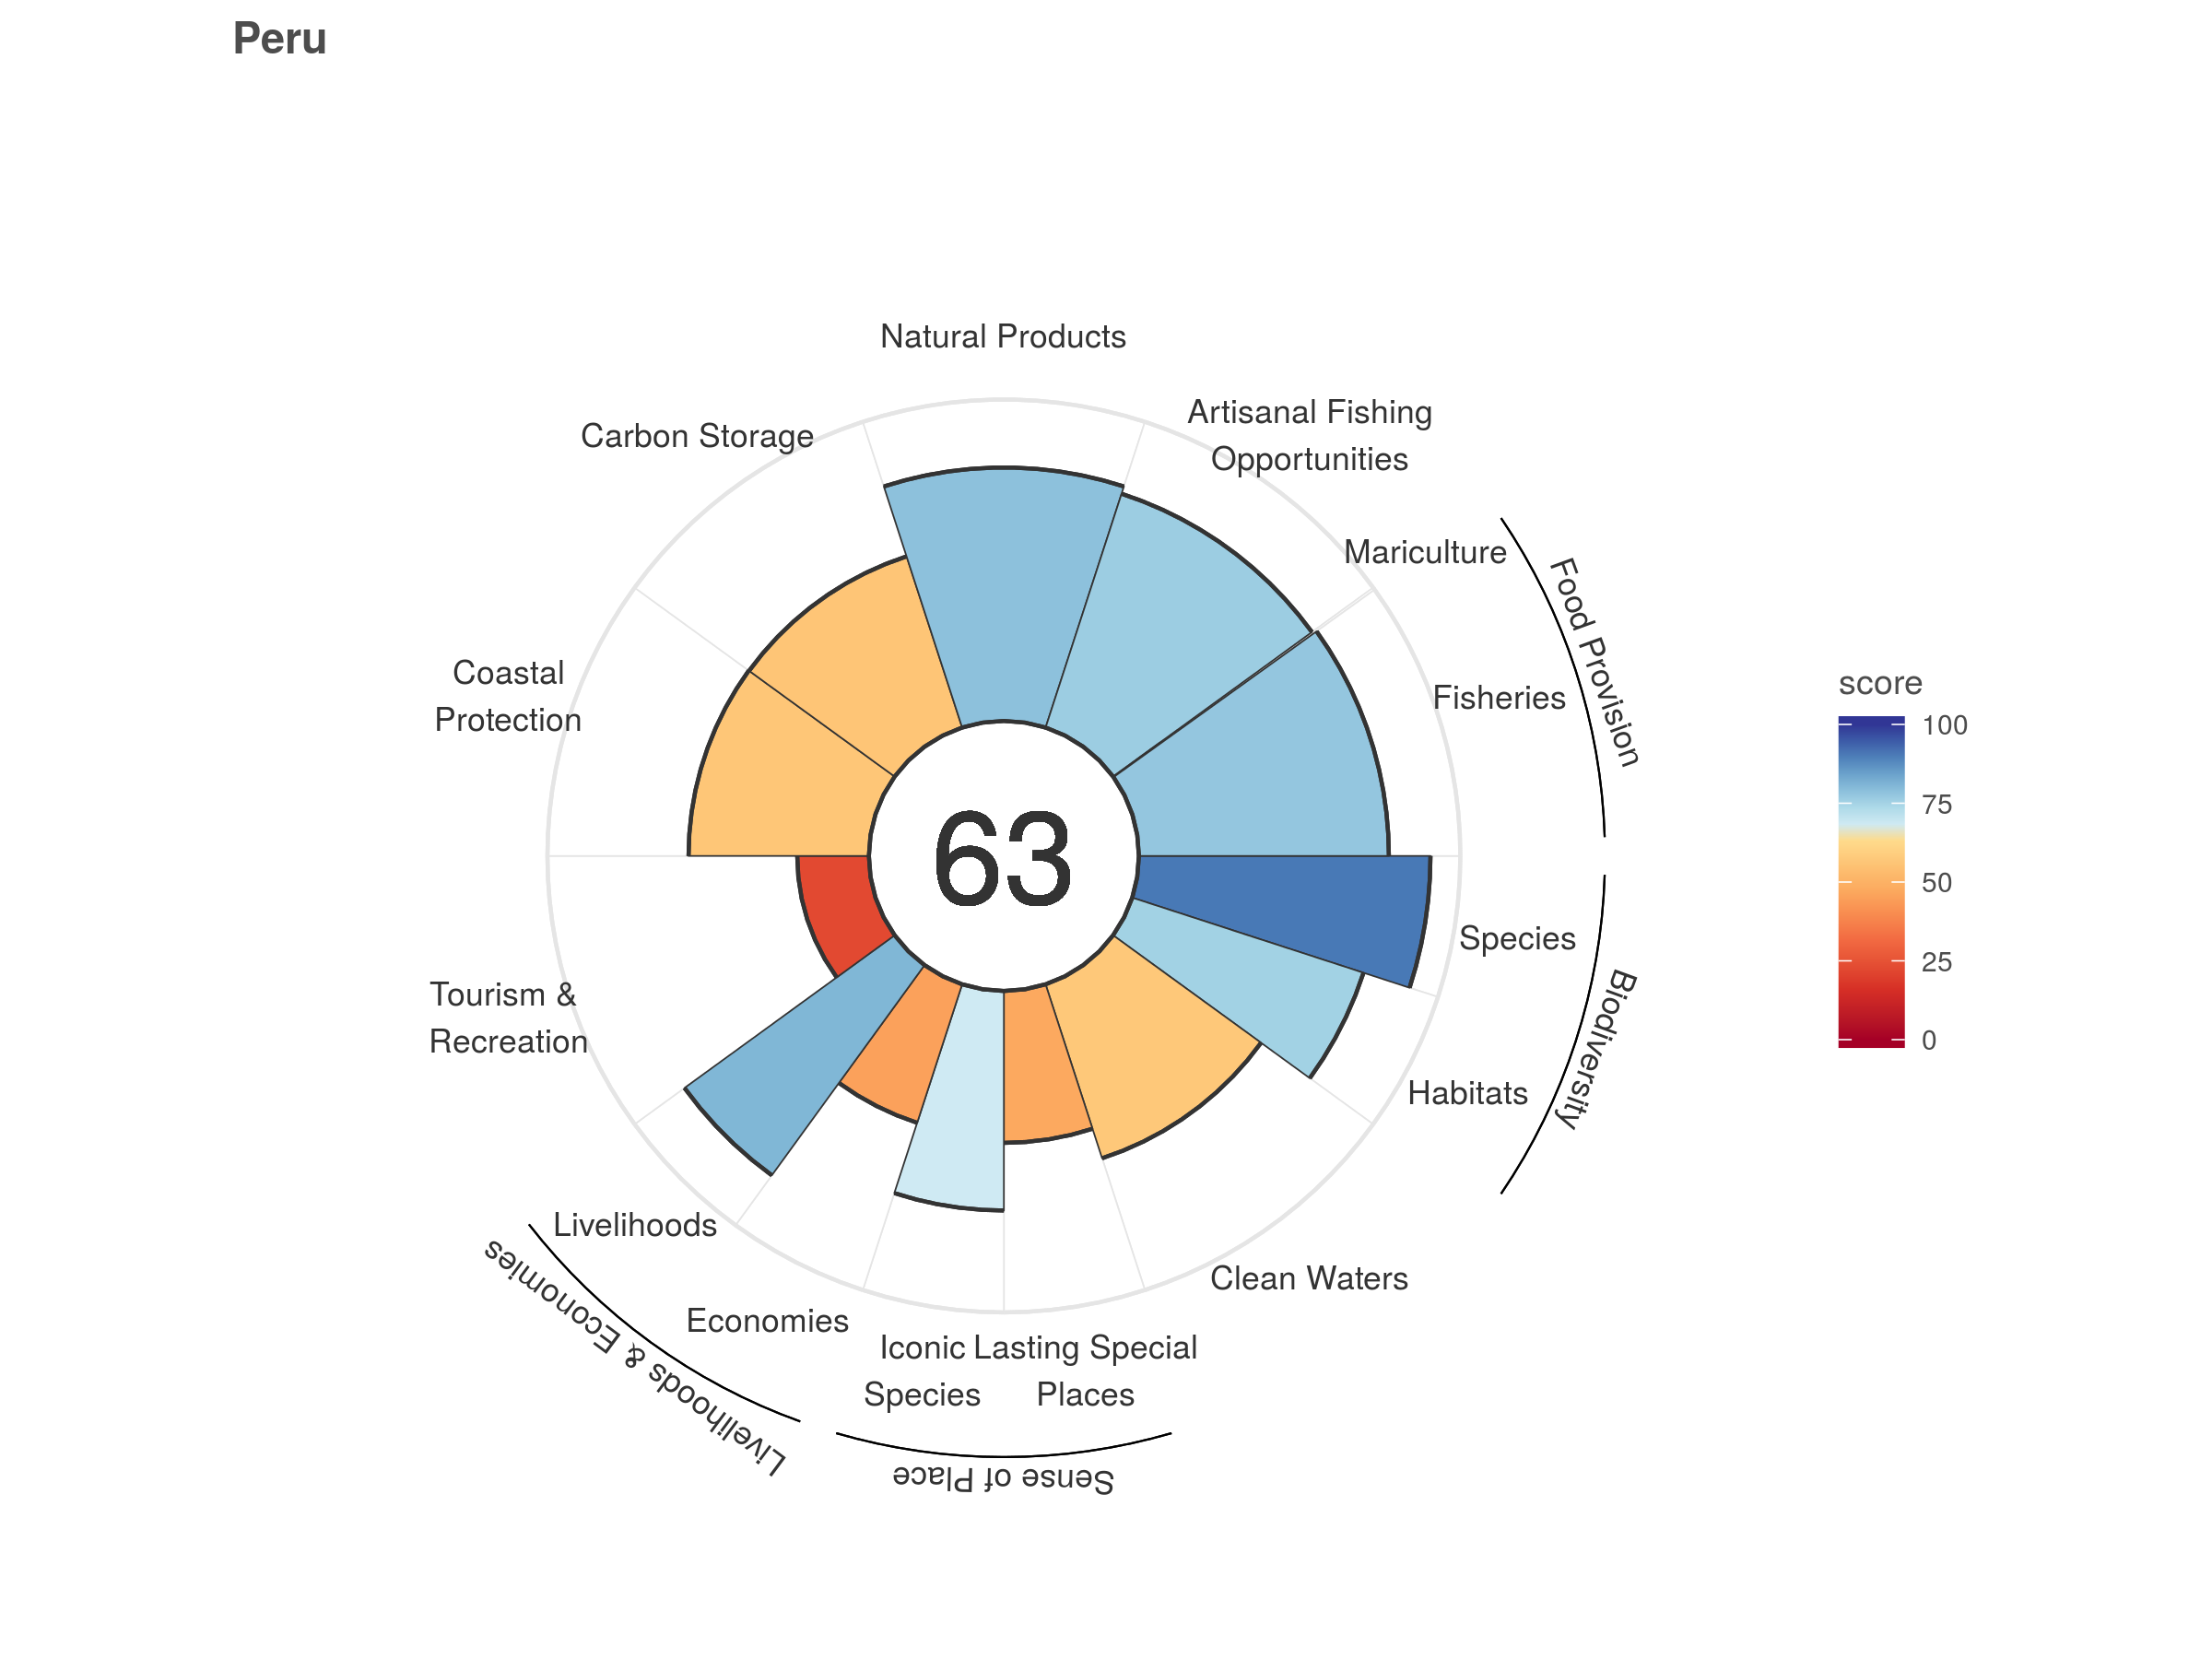 Peru
Natural Products
Artisanal Fishing
Opportunities
Carbon Storage
Mariculture
Food Provision
Fisheries
Coastal
Protection
63
score
100
75
50
25
0
Species
Biodiversity
Habitats
Tourism &
Recreation
Livelihoods
Livelihoods & Economies
Economies
Clean Waters
Iconic
Species
Lasting Special
Places
Sense of Place